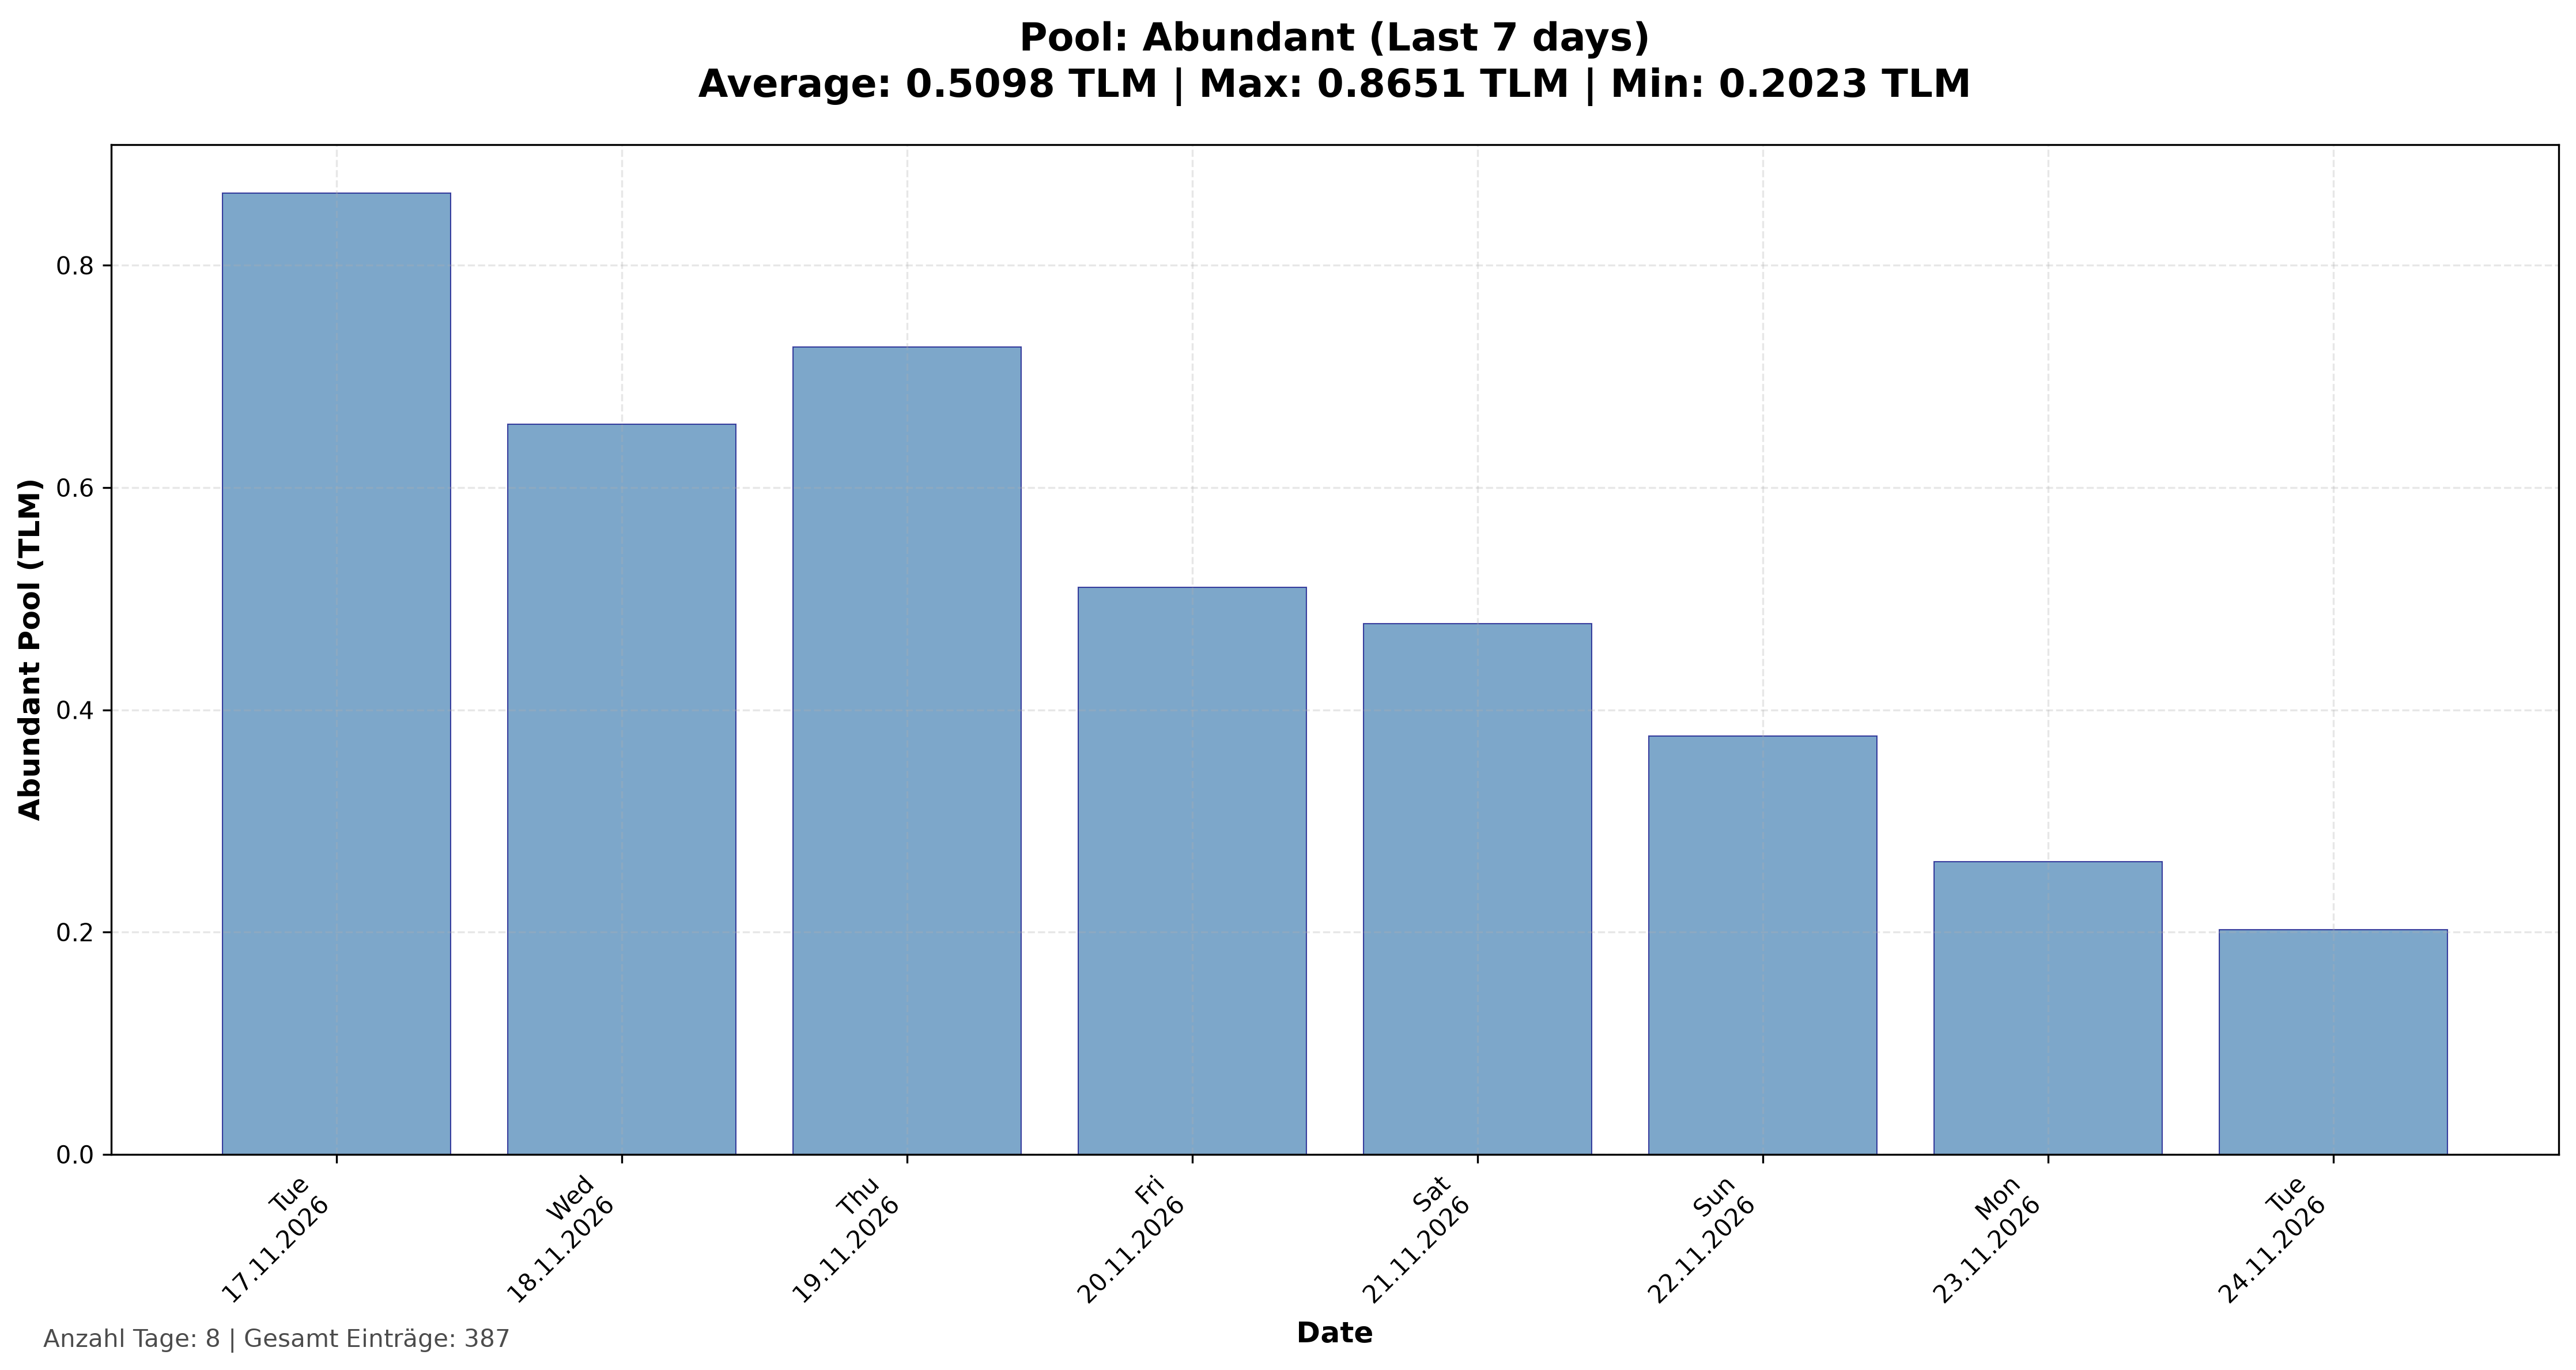 Pool: Abundant (Last 7 days)
Average: 0.5098 TLM | Max: 0.8651 TLM | Min: 0.2023 TLM
Abundant Pool (TLM)
0.8
0.6
0.4
0.2
0.0
Tue
17.11.2026
Wed
18.11.2026
Thu
19.11.2026
Fri
20.11.2026
Sat
21.11.2026
Sun
22.11.2026
Mon
23.11.2026
Tue
24.11.2026
Date
Anzahl Tage: 8 | Gesamt Einträge: 387